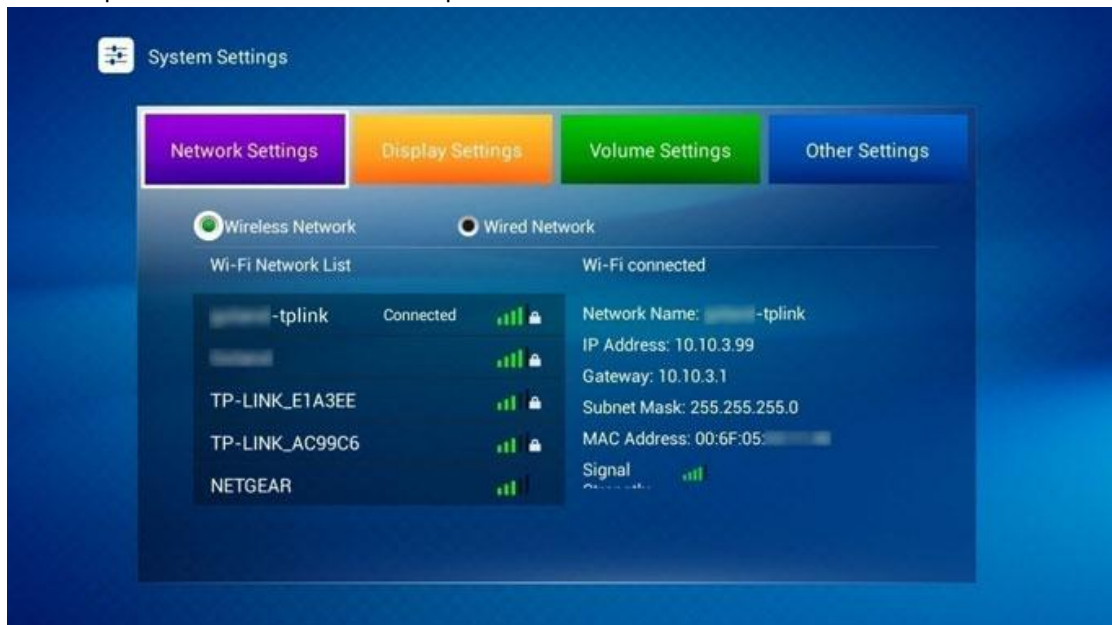 System Settings
Network Settings
Display Settings
Volume Settings
Other Settings
Wireless Network
Wired Network
Wi-Fi Network List
Wi-Fi connected
-tplink Connected
TP-LINK_E1A3EE
TP-LINK_AC99C6
NETGEAR
Network Name: -tplink
IP Address: 10.10.3.99
Gateway: 10.10.3.1
Subnet Mask: 255.255.255.0
MAC Address: 00:6F:05:
Signal